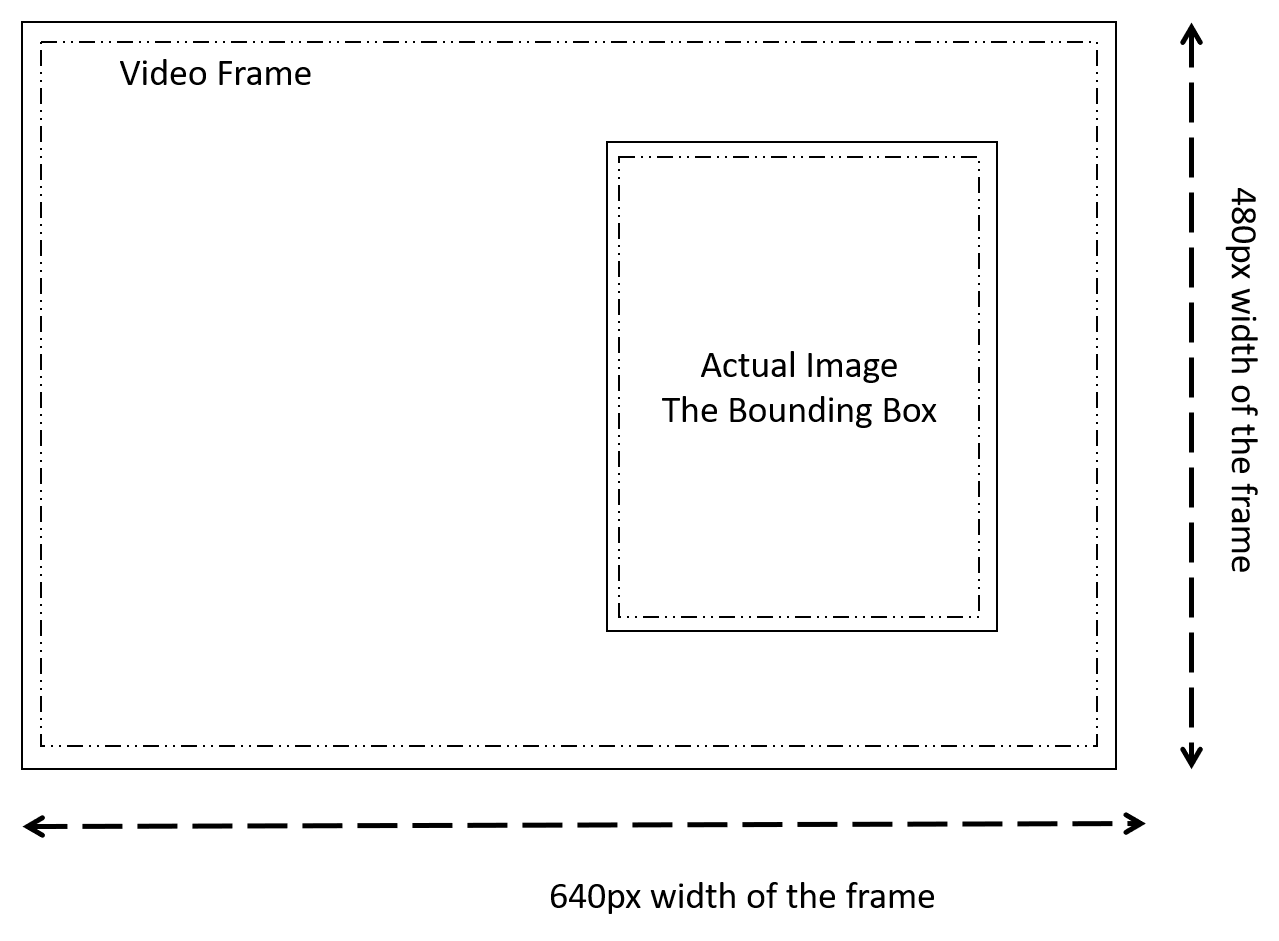 Video Frame
Actual Image
The Bounding Box
480px width of the frame
640px width of the frame